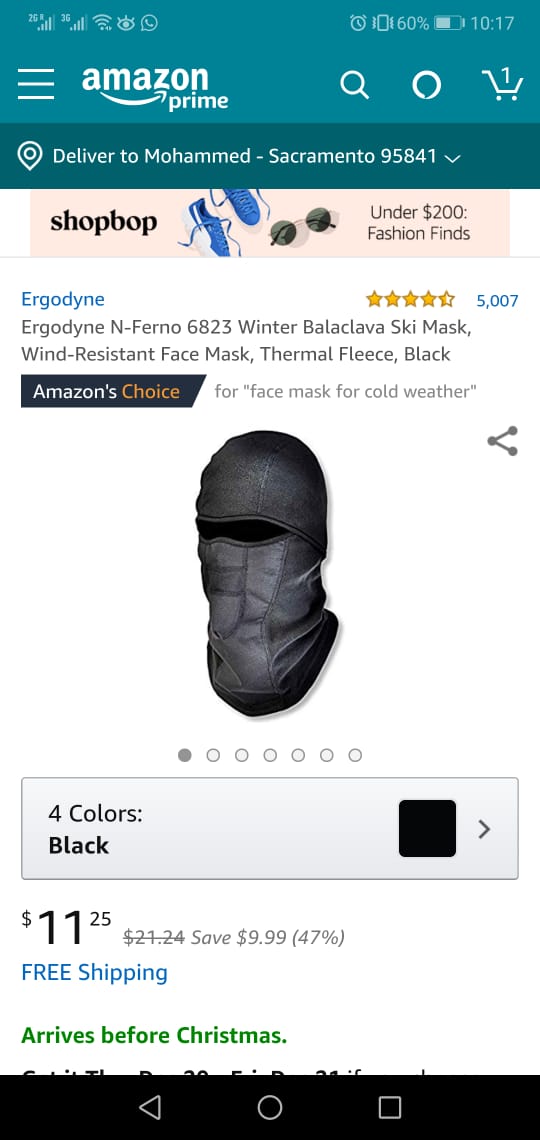 2G R 3G 60% 10:17
amazon
prime
1
Deliver to Mohammed - Sacramento 95841
shopbop
Under $200:
Fashion Finds
Ergodyne 5,007
Ergodyne N-Ferno 6823 Winter Balaclava Ski Mask,
Wind-Resistant Face Mask, Thermal Fleece, Black
Amazon's Choice for "face mask for cold weather"
4 Colors:
Black
$11 25 $21.24 Save $9.99 (47%)
FREE Shipping
Arrives before Christmas.